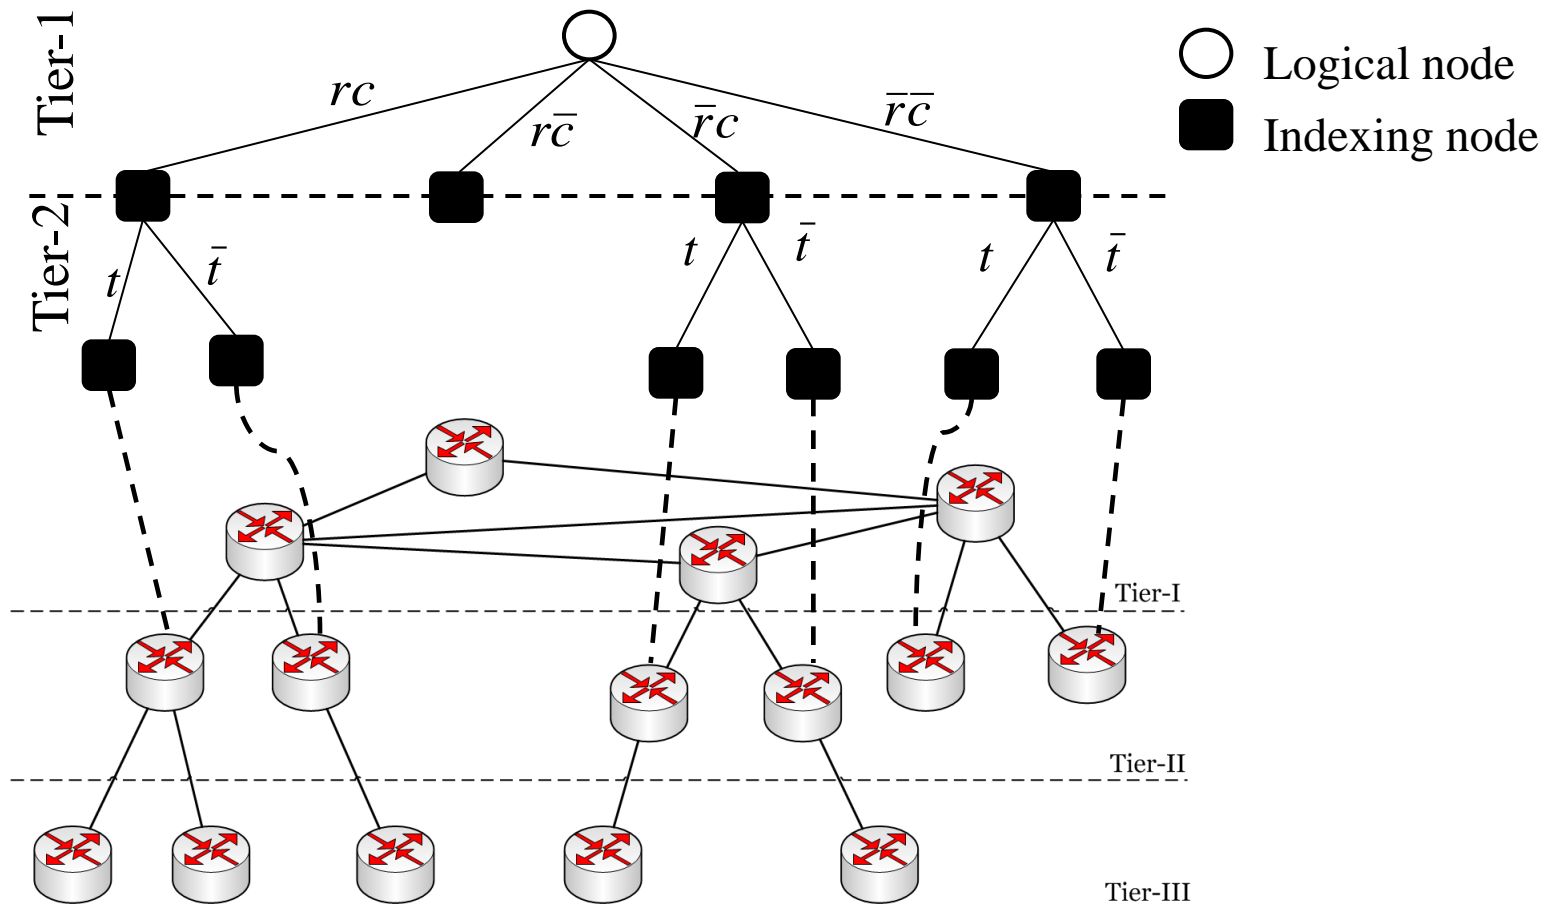 Tier-1
rc
rc̅
r̅c
r̅c̅
Logical node
Indexing node
Tier-2
t
t̅
t
t̅
t
t̅
Tier-I
Tier-II
Tier-III